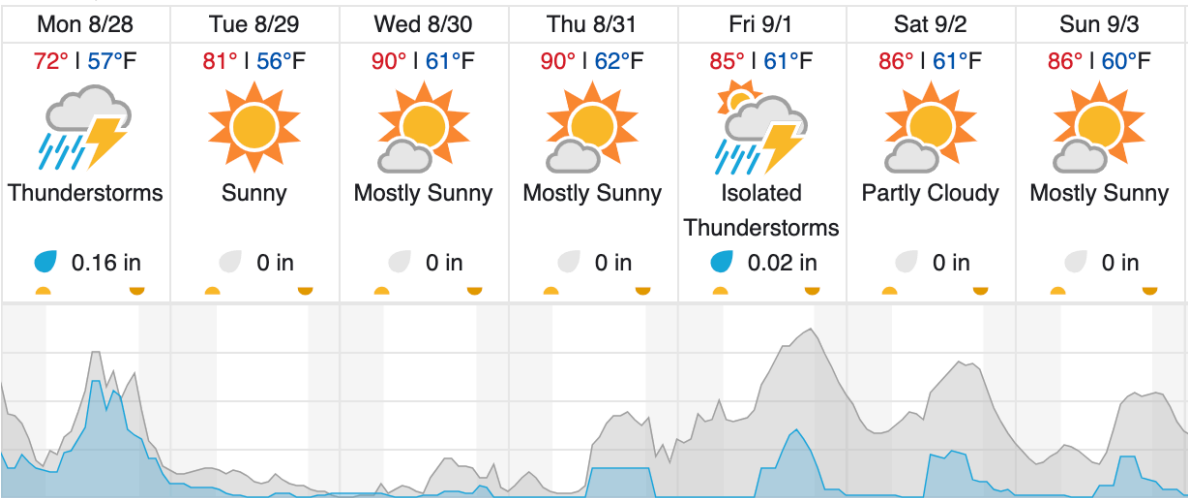 Mon 8/28 Tue 8/29 Wed 8/30 Thu 8/31 Fri 9/1 Sat 9/2 Sun 9/3
72° | 57°F 81° | 56°F 90° | 61°F 90° | 62°F 85° | 61°F 86° | 61°F 86° | 60°F
Thunderstorms Sunny Mostly Sunny Mostly Sunny Isolated Partly Cloudy Mostly Sunny
Thunderstorms
0.16 in 0 in 0 in 0 in 0.02 in 0 in 0 in